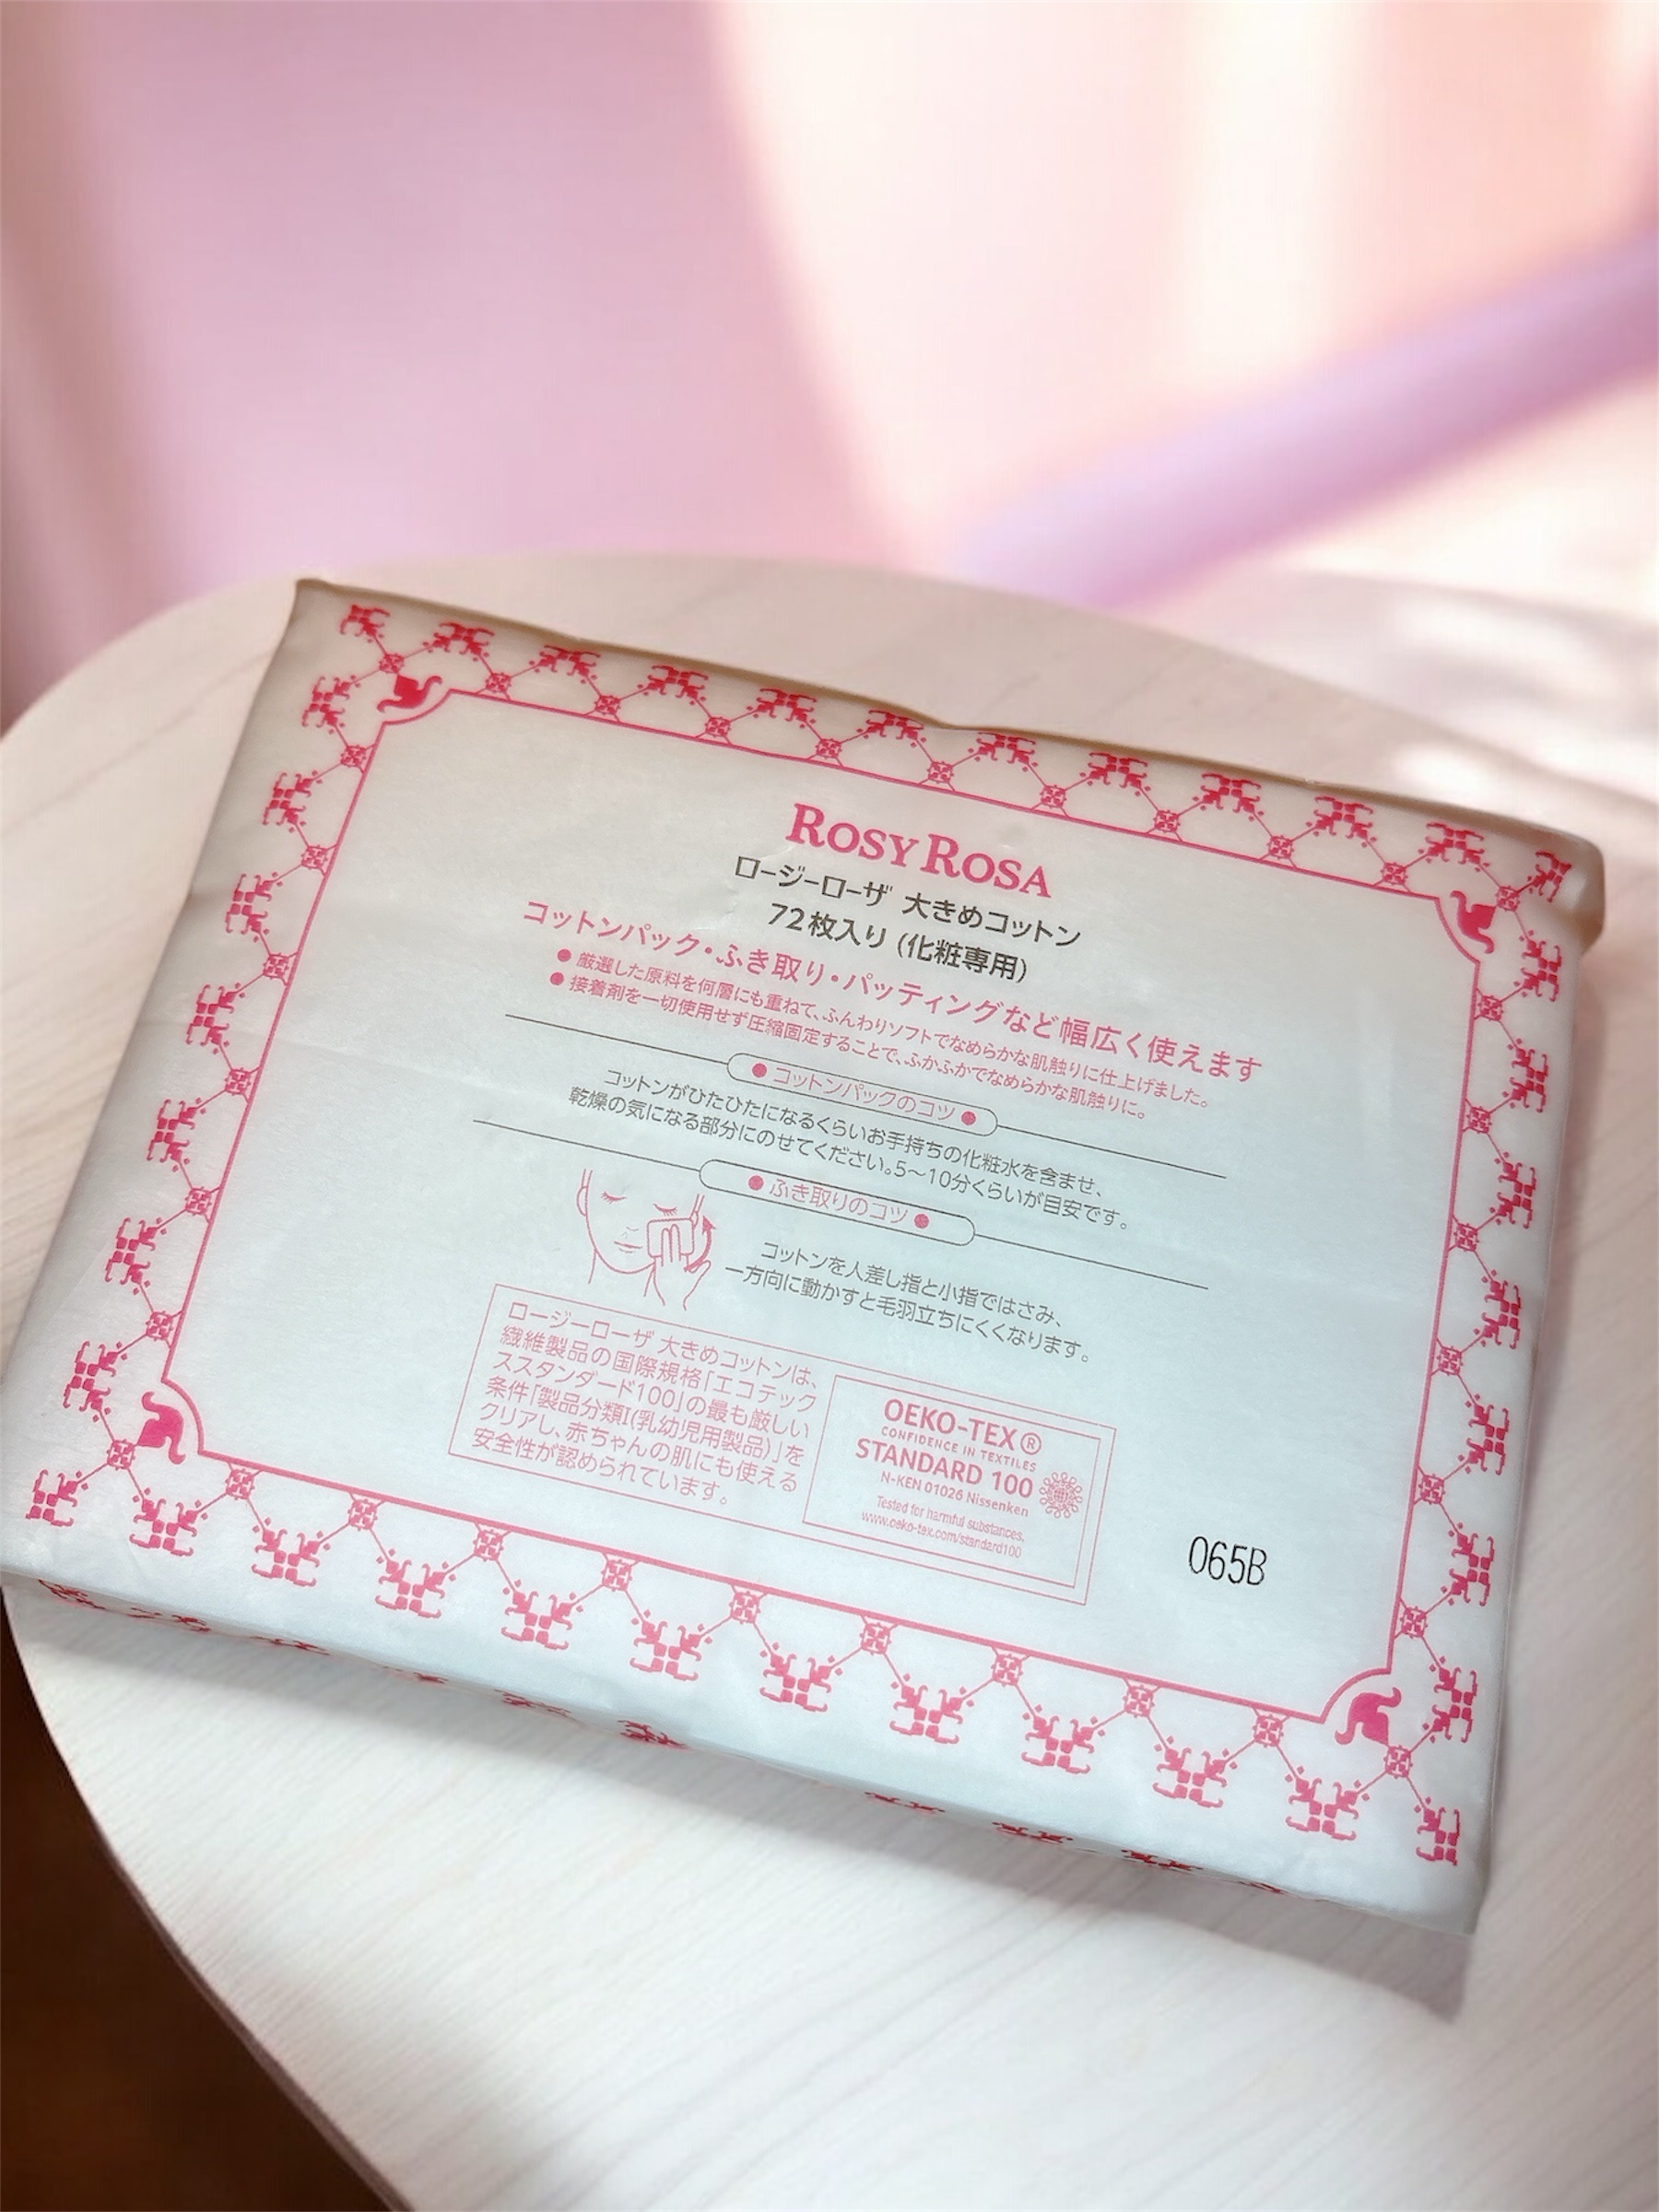 ROSY ROSA
ロージーローザ 大きめコットン
72枚入り (化粧専用)
コットンパック・ふき取り・パッティングなど幅広く使えます
● 厳選した原料を何層にも重ねて、ふんわりソフトでなめらかな肌触りに仕上げました。
● 接着剤を一切使用せず圧縮固定することで、ふかふかでなめらかな肌触りに。
● コットンパックのコツ ●
コットンがひたひたになるくらいお手持ちの化粧水を含ませ、
乾燥の気になる部分にのせてください。5～10分くらいが目安です。
● ふき取りのコツ ●
コットンを人差し指と小指ではさみ、
一方向に動かすと毛羽立ちにくくなります。
ロージーローザ 大きめコットンは、
繊維製品の国際規格「エコテック
ススタンダード100」の最も厳しい
条件「製品分類Ⅰ(乳幼児用製品)」を
クリアし、赤ちゃんの肌にも使える
安全性が認められています。
OEKO-TEX®
CONFIDENCE IN TEXTILES
STANDARD 100
N-KEN 01026 Nissenken
Tested for harmful substances.
www.oeko-tex.com/standard100
065B